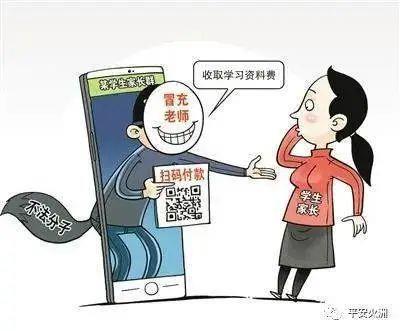 某学生家长群
收取学习资料费
冒充
老师
扫码付款
学生
家长
不法分子
平安火洲